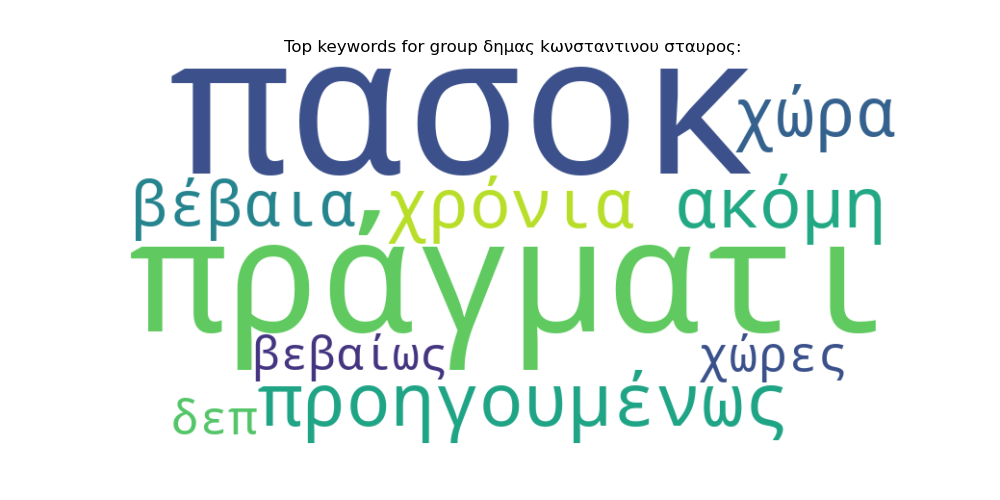 Top keywords for group δημας κωνσταντινου σταυρος:
πασοκ χώρα
βέβαια χρόνια ακόμη
πράγματι
βεβαίως χώρες
δεπ προηγουμένως